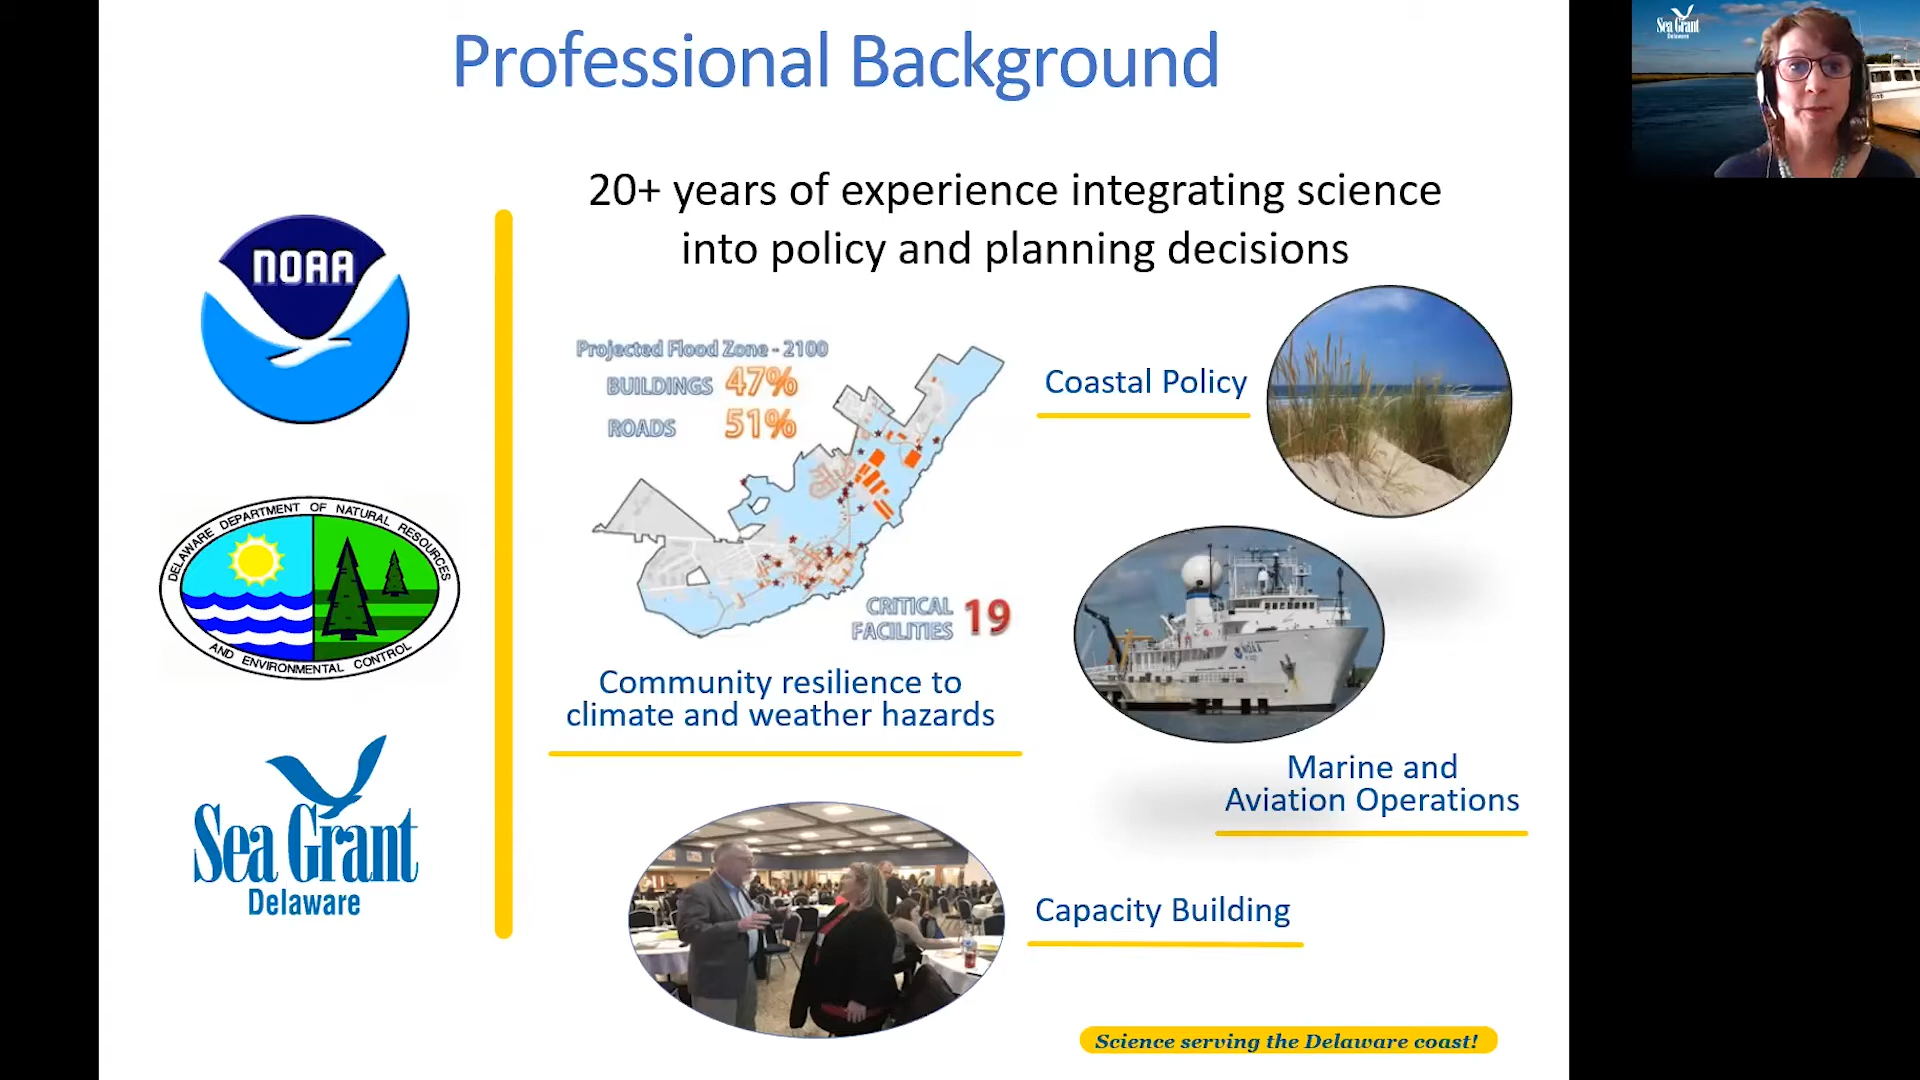 Professional Background
20+ years of experience integrating science
into policy and planning decisions
NOAA
DELAWARE DEPARTMENT OF NATURAL RESOURCES
AND ENVIRONMENTAL CONTROL
Sea Grant
Delaware
Projected Flood Zone - 2100
BUILDINGS 47%
ROADS 51%
CRITICAL
FACILITIES 19
Community resilience to
climate and weather hazards
Coastal Policy
NOAA
Marine and
Aviation Operations
Capacity Building
Science serving the Delaware coast!
Sea Grant
Delaware